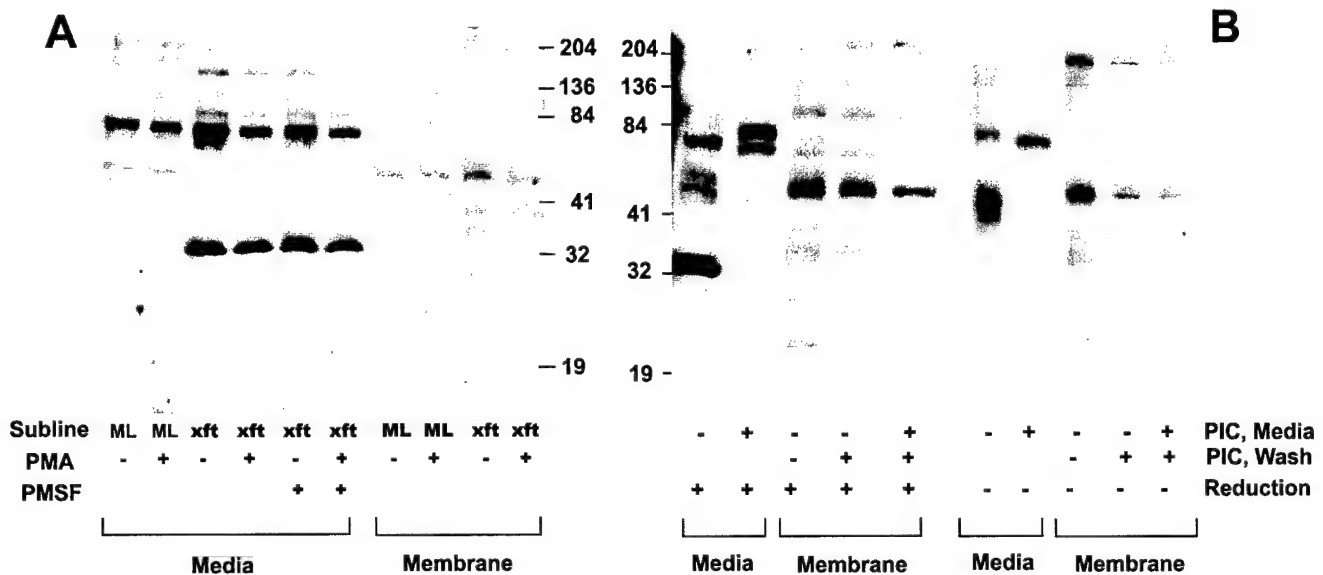 A
B
204
136
84
41
32
19
204
136
84
41
32
19
Subline ML ML xft xft xft xft ML ML xft xft
PMA - + - + - + - + - +
PMSF + +
- + - - + - + - - + PIC, Media
- + + - + + PIC, Wash
+ + + + + - - - - - Reduction
Media Membrane Media Membrane Media Membrane